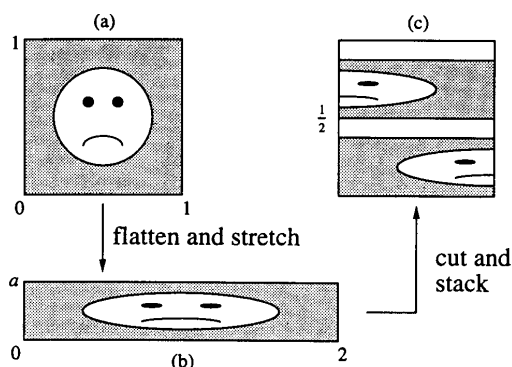 (a)
(c)
1
1/2
0
1
flatten and stretch
cut and
stack
a
0
(b)
2